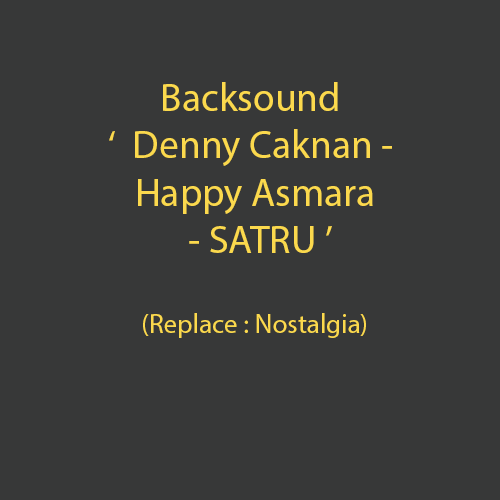 Backsound
‘ Denny Caknan -
Happy Asmara
- SATRU ’
(Replace : Nostalgia)